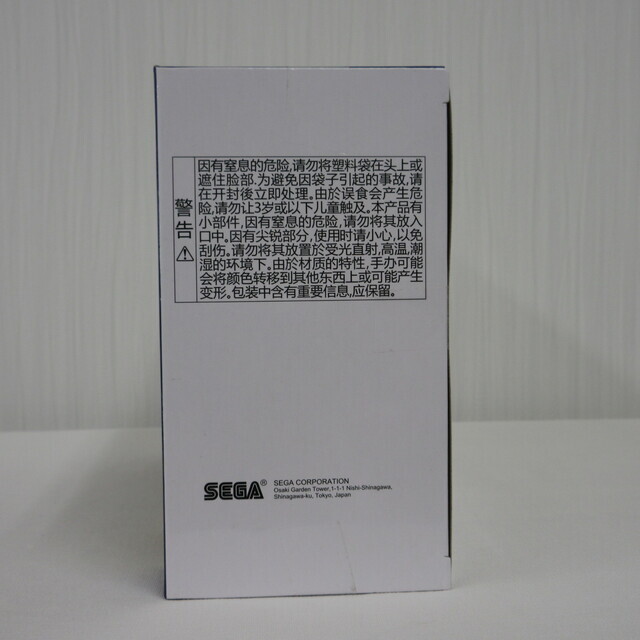 警告
因有窒息的危险,请勿将塑料袋在头上或
遮住脸部.为避免因袋子引起的事故,请
在开封後立即处理.由於误食会产生危
险,请勿让3岁或以下儿童触及.本产品有
小部件,因有窒息的危险,请勿将其放入
口中.因有尖锐部分,使用时请小心,以免
刮伤.请勿将其放置於受光直射,高温,潮
湿的环境下.由於材质的特性,手办可能
会将颜色转移到其他东西上或可能产生
变形.包装中含有重要信息,应保留.
SEGA®
SEGA CORPORATION
Osaki Garden Tower,1-1-1 Nishi-Shinagawa,
Shinagawa-ku, Tokyo, Japan